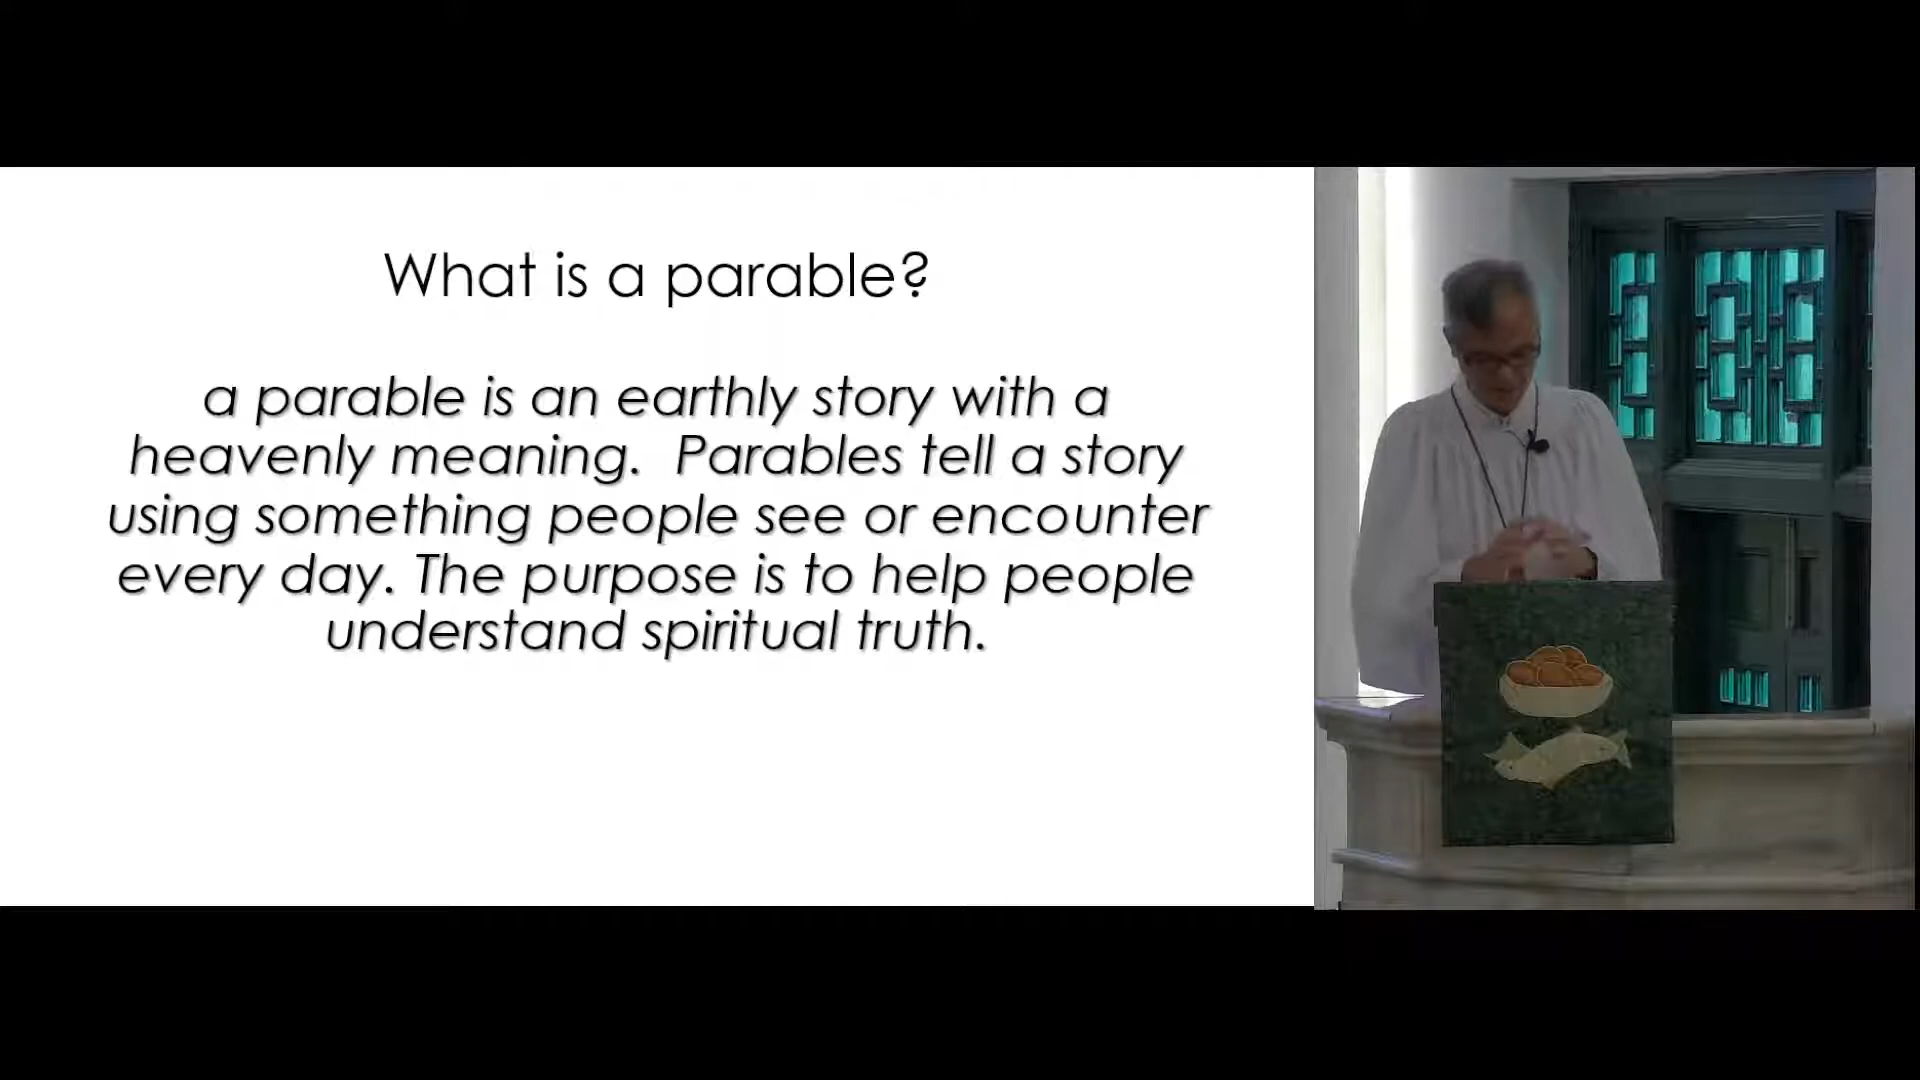 What is a parable?
a parable is an earthly story with a
heavenly meaning.  Parables tell a story
using something people see or encounter
every day. The purpose is to help people
understand spiritual truth.